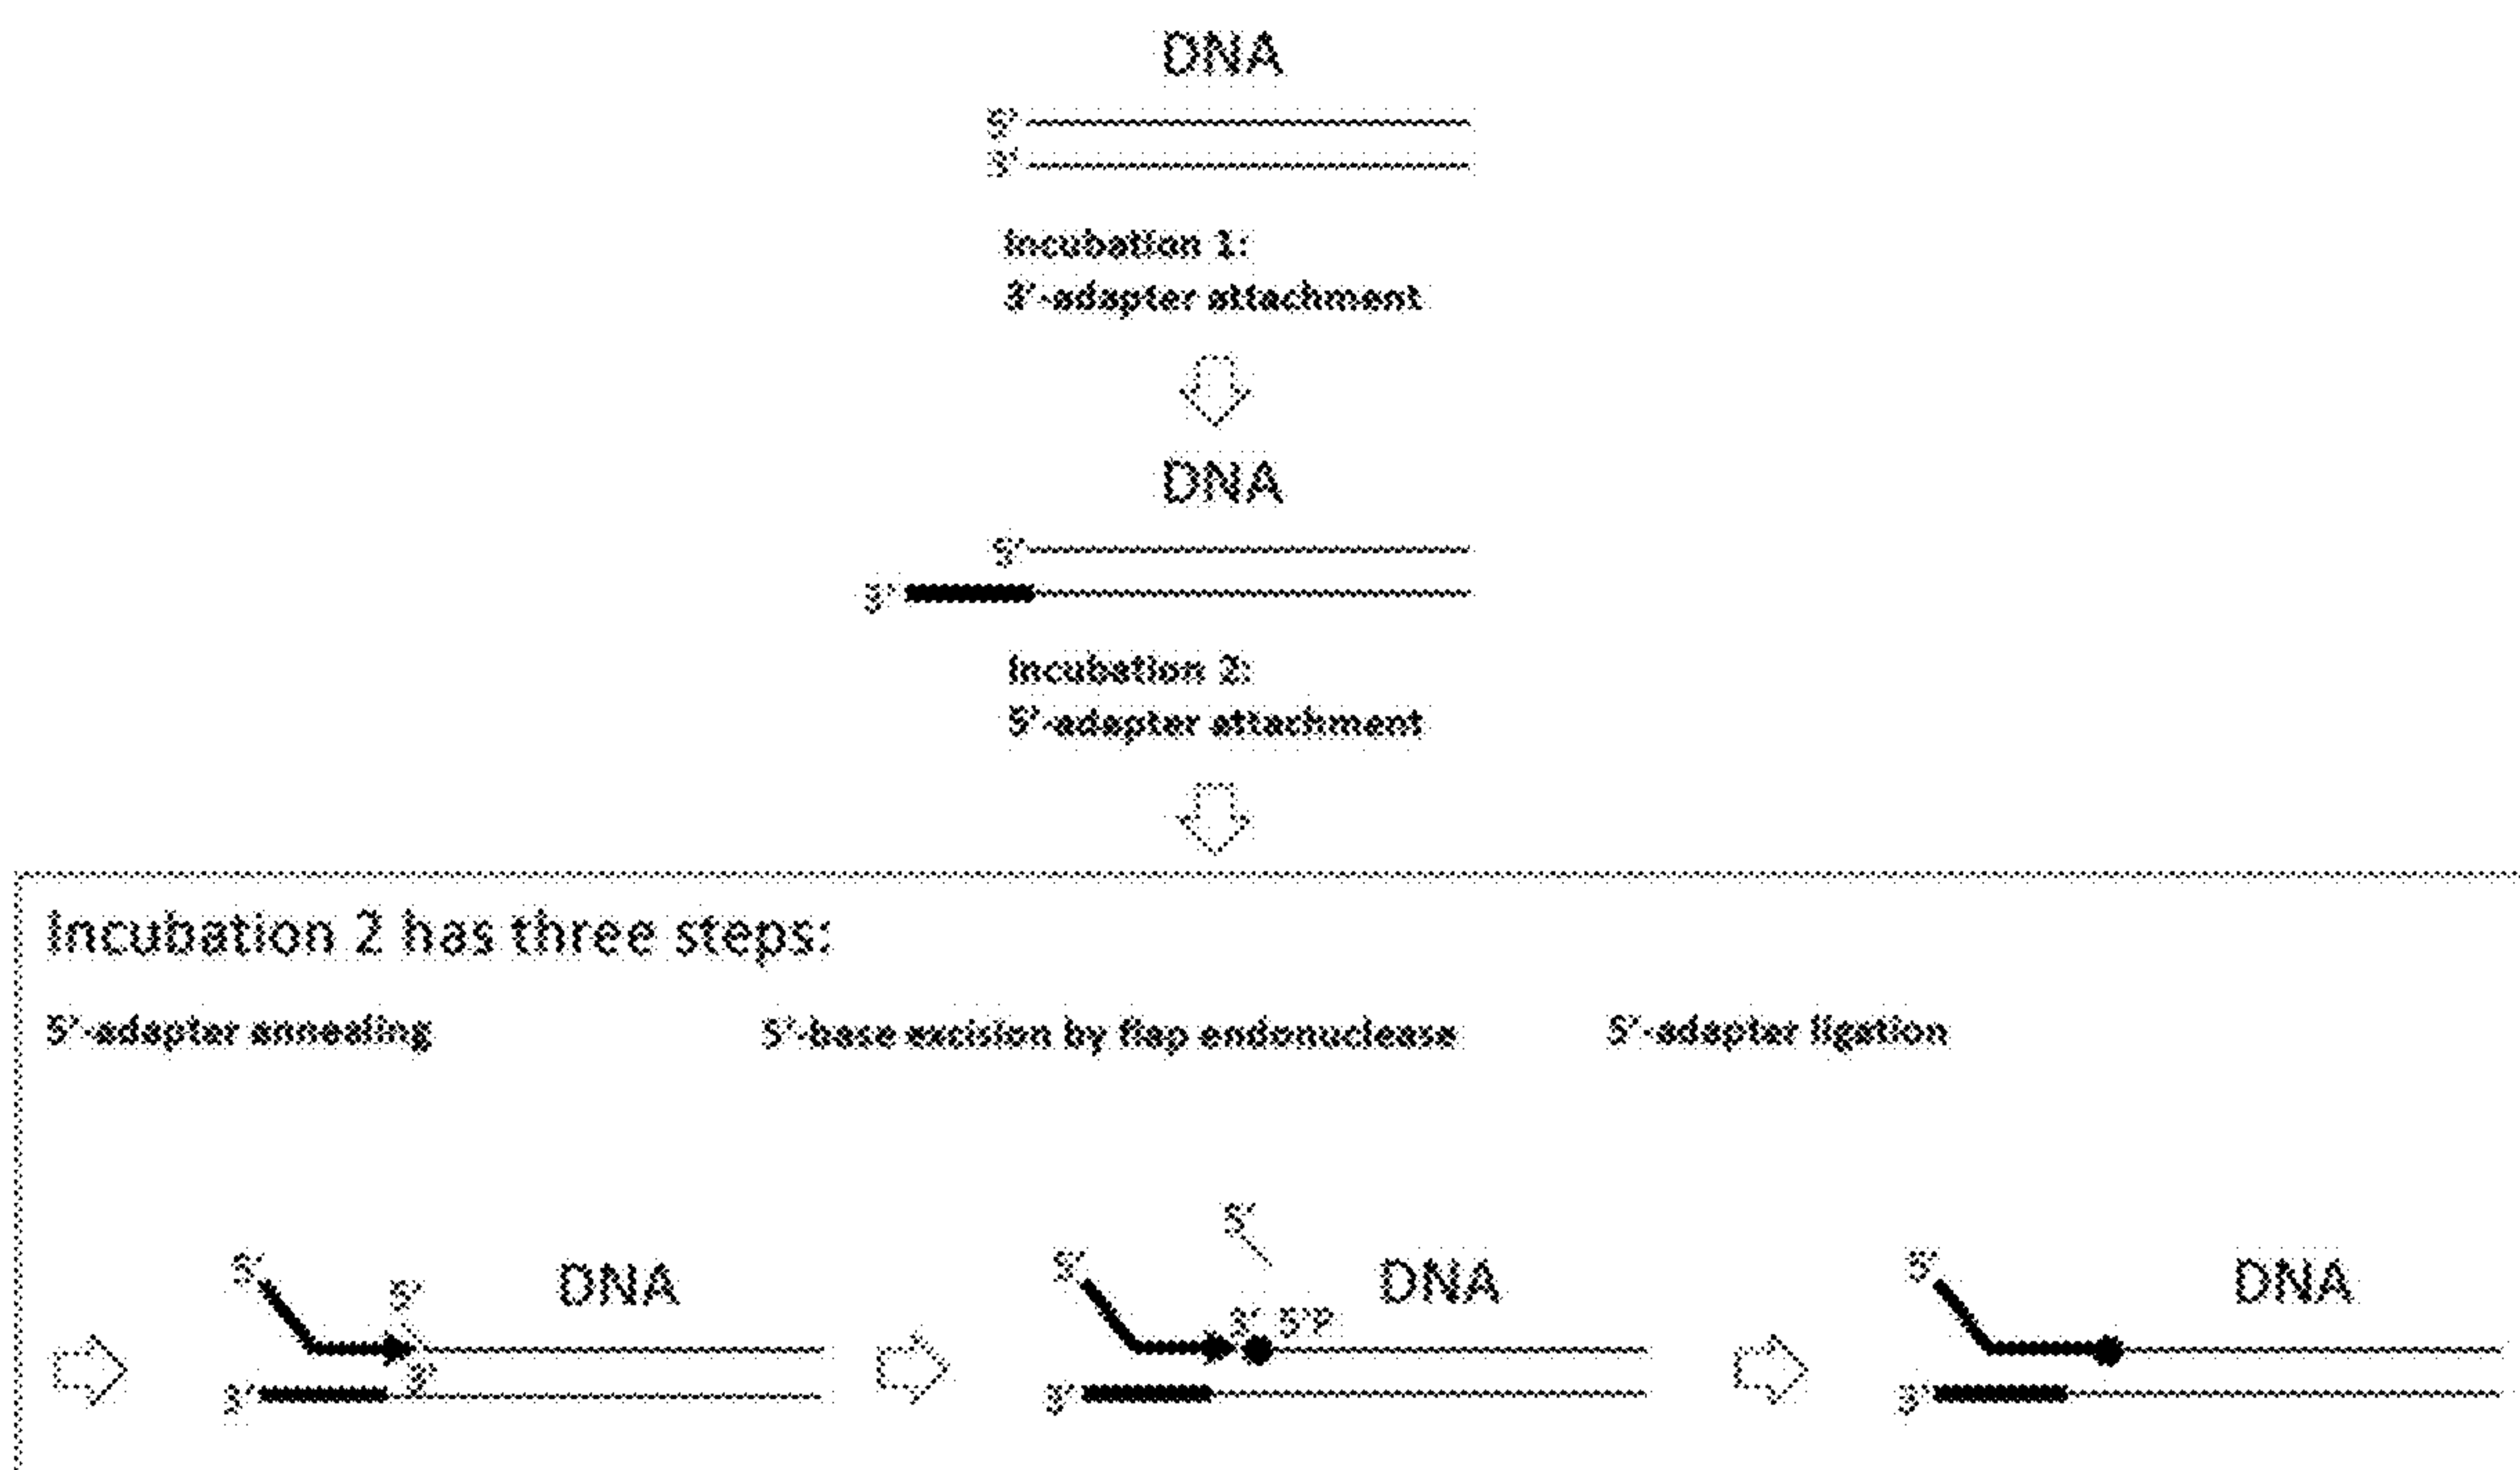 DNA
5'
3'
Incubation 1:
3'-adapter attachment
DNA
5'
3'
Incubation 2:
5'-adapter attachment
Incubation 2 has three steps:
5'-adapter annealing
5'-base excision by flap endonuclease
5'-adapter ligation
5'
5'
DNA
3'
3'
5'
5'
DNA
3' 5'P
3'
5'
DNA
3'